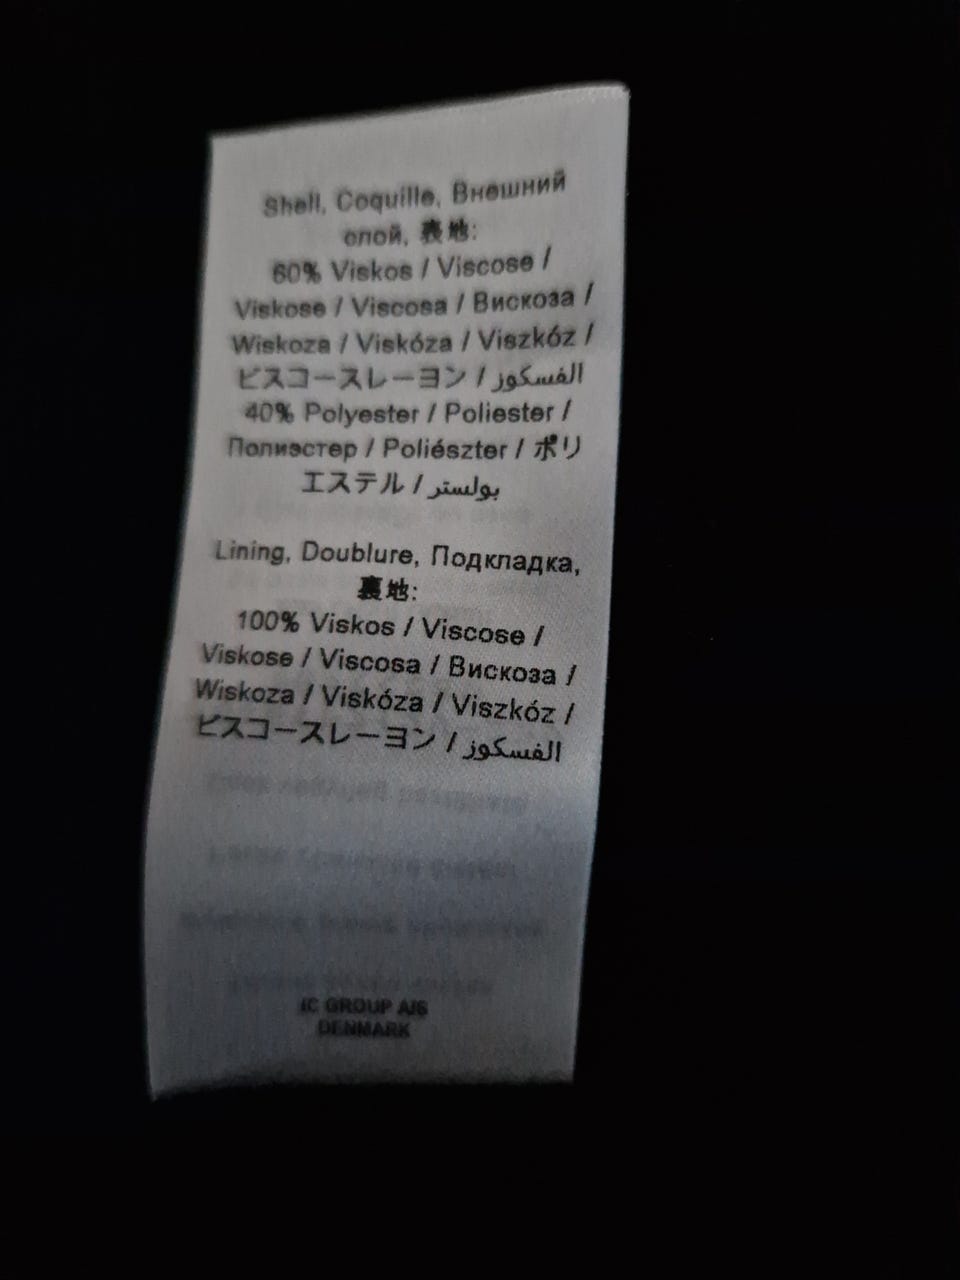 Shell, Coquille, Внешний
слой, 表地:
60% Viskos / Viscose /
Viskose / Viscosa / Вискоза /
Wiskoza / Viskóza / Viszkóz /
ビスコースレーヨン / الفسكوز
40% Polyester / Poliester /
Полиэстер / Poliészter / ポリ
エステル / بولستر
Lining, Doublure, Подкладка,
裏地:
100% Viskos / Viscose /
Viskose / Viscosa / Вискоза /
Wiskoza / Viskóza / Viszkóz /
ビスコースレーヨン / الفسكوز
IC GROUP A/S
DENMARK